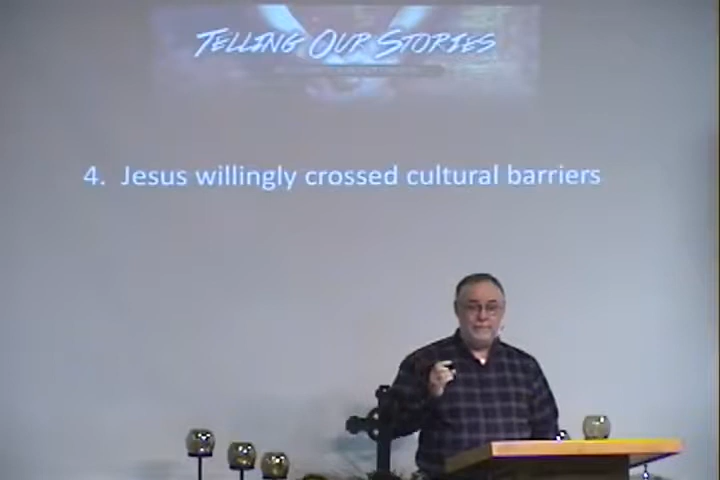 TELLING OUR STORIES
4. Jesus willingly crossed cultural barriers